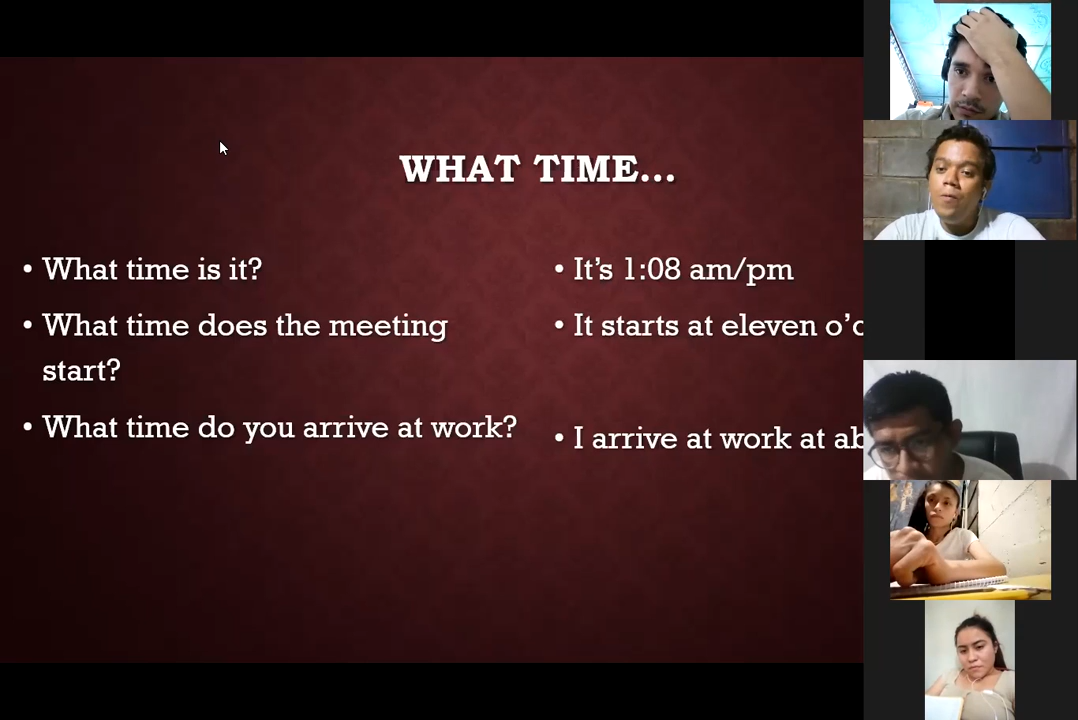 WHAT TIME...
• What time is it?
• What time does the meeting
start?
• What time do you arrive at work?
• It's 1:08 am/pm
• It starts at eleven
• I arrive at work at